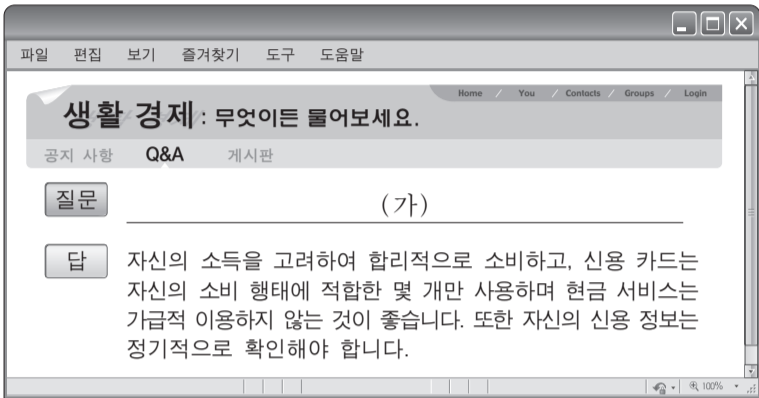 파일 편집 보기 즐겨찾기 도구 도움말
Home / You / Contacts / Groups / Login
생활 경제 : 무엇이든 물어보세요.
공지 사항 Q&A 게시판
질문 (가)
답 자신의 소득을 고려하여 합리적으로 소비하고, 신용 카드는
자신의 소비 행태에 적합한 몇 개만 사용하며 현금 서비스는
가급적 이용하지 않는 것이 좋습니다. 또한 자신의 신용 정보는
정기적으로 확인해야 합니다.
100%